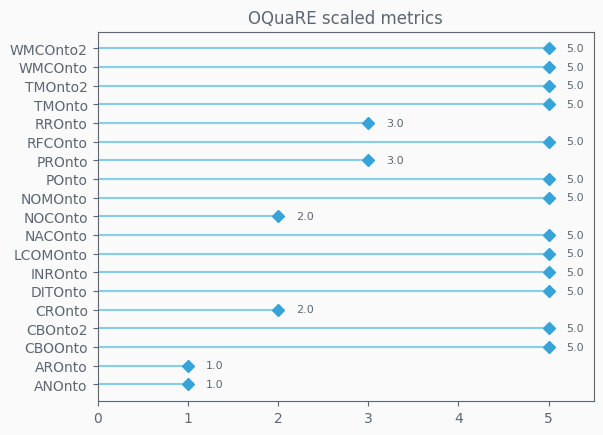 OQuaRE scaled metrics
WMCOnto2 5.0
WMCOnto 5.0
TMOnto2 5.0
TMOnto 5.0
RROnto 3.0
RFCOnto 5.0
PROnto 3.0
POnto 5.0
NOMOnto 5.0
NOCOnto 2.0
NACOnto 5.0
LCOMOnto 5.0
INROnto 5.0
DITOnto 5.0
CROnto 2.0
CBOnto2 5.0
CBOOnto 5.0
AROnto 1.0
ANOnto 1.0
0 1 2 3 4 5